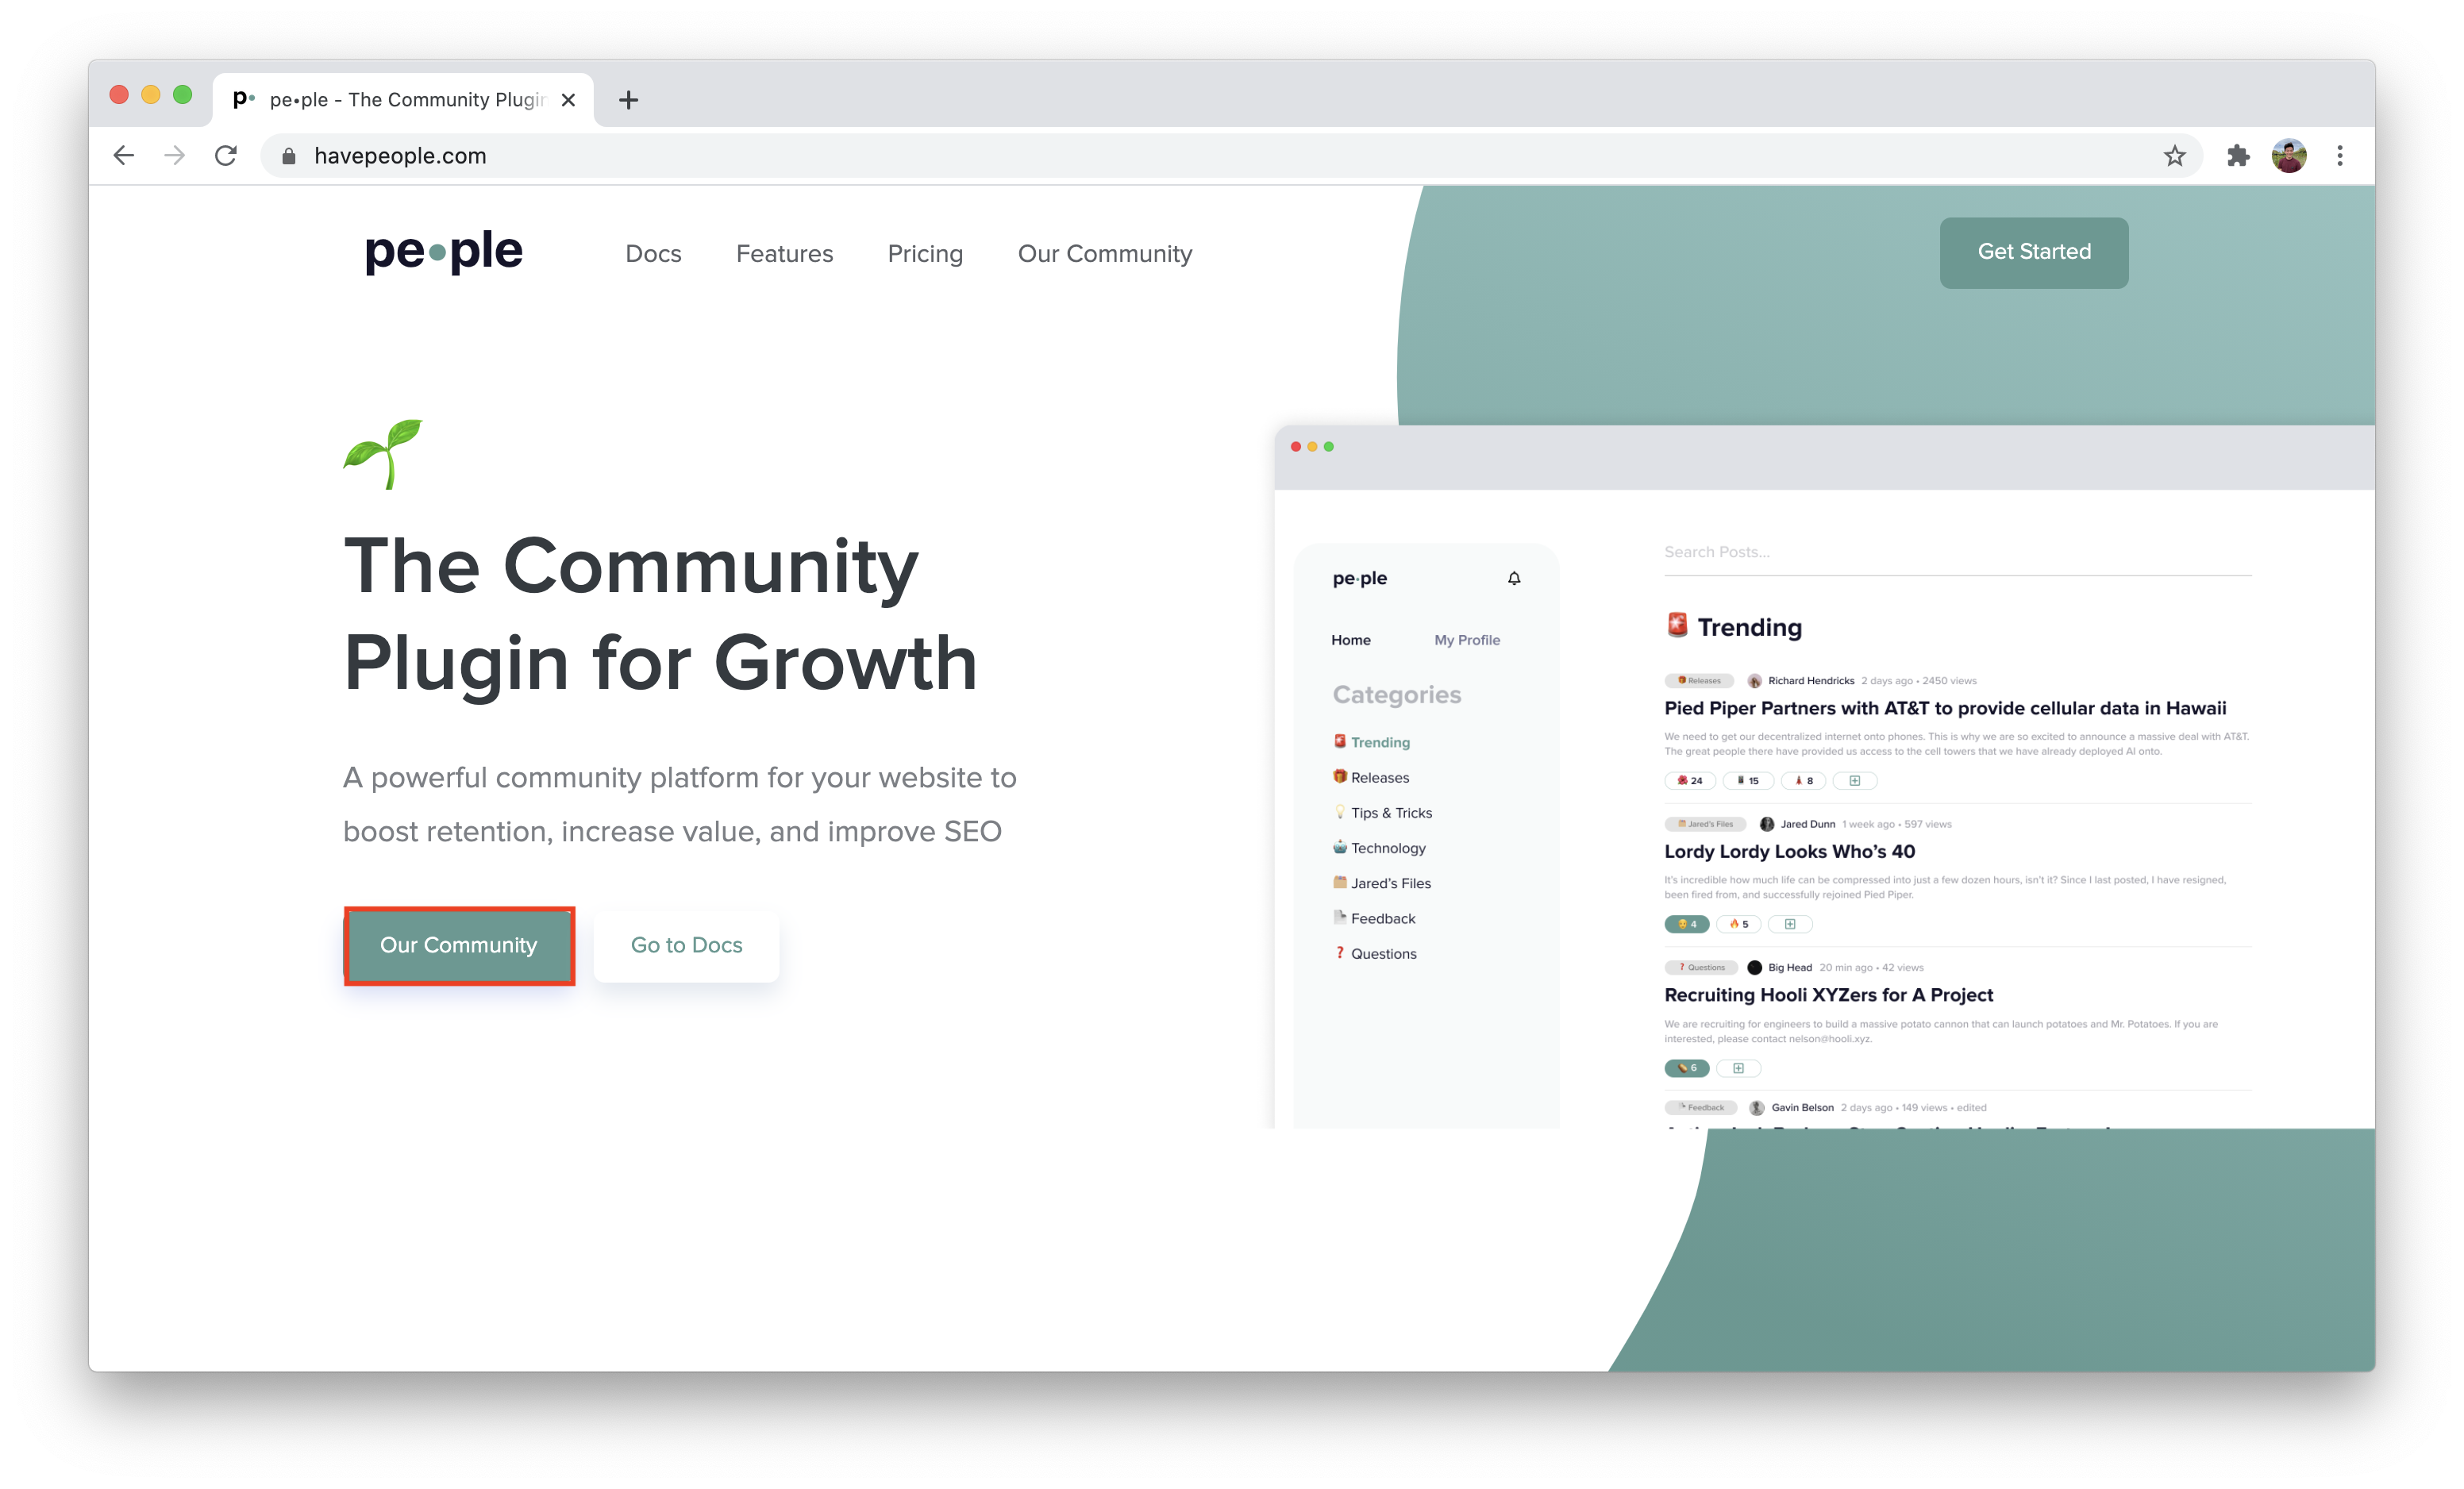 p• pe•ple - The Community Plugin
havepeople.com
pe•ple
Docs
Features
Pricing
Our Community
Get Started
The Community
Plugin for Growth
A powerful community platform for your website to
boost retention, increase value, and improve SEO
Our Community
Go to Docs
pe•ple
Home
My Profile
Categories
Trending
Releases
Tips & Tricks
Technology
Jared's Files
Feedback
Questions
Search Posts...
Trending
Releases Richard Hendricks 2 days ago • 2450 views
Pied Piper Partners with AT&T to provide cellular data in Hawaii
We need to get our decentralized internet onto phones. This is why we are so excited to announce a massive deal with AT&T.
The great people there have provided us access to the cell towers that we have already deployed AI onto.
24 15 8
Jared's Files Jared Dunn 1 week ago • 597 views
Lordy Lordy Looks Who's 40
It's incredible how much life can be compressed into just a few dozen hours, isn't it? Since I last posted, I have resigned,
been fired from, and successfully rejoined Pied Piper.
4 5
Questions Big Head 20 min ago • 42 views
Recruiting Hooli XYZers for A Project
We are recruiting for engineers to build a massive potato cannon that can launch potatoes and Mr. Potatoes. If you are
interested, please contact nelson@hooli.xyz.
6
Feedback Gavin Belson 2 days ago • 149 views • edited